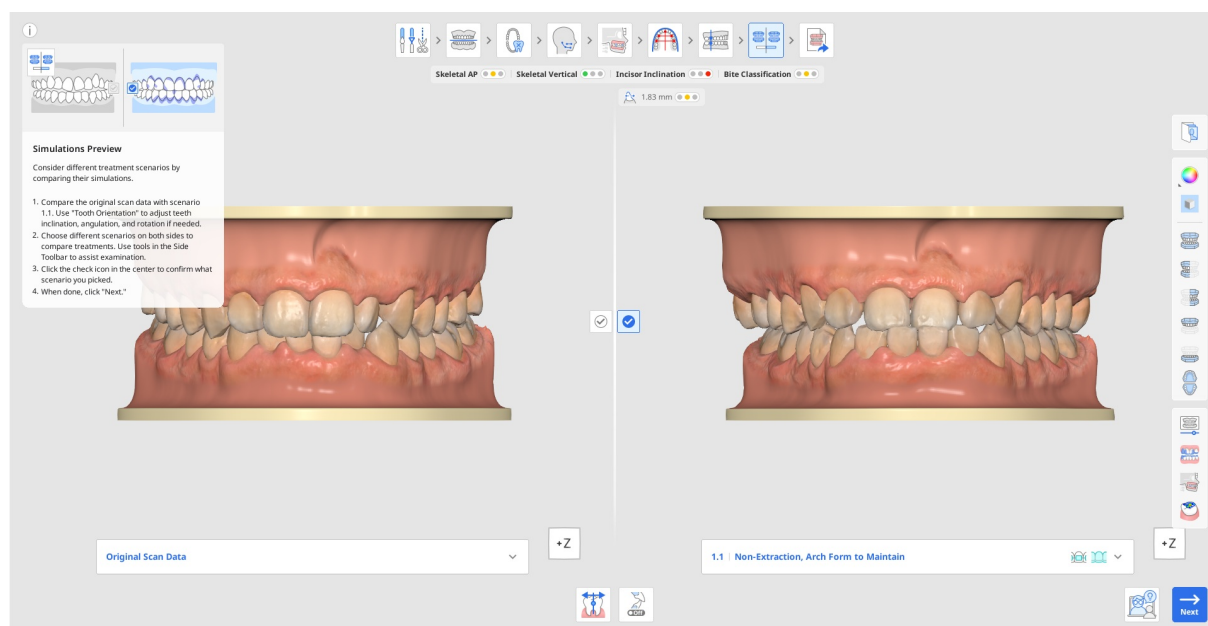 Skeletal AP
Skeletal Vertical
Incisor Inclination
Bite Classification
1.83 mm
Simulations Preview
Consider different treatment scenarios by
comparing their simulations.
1. Compare the original scan data with scenario
1.1. Use "Tooth Orientation" to adjust teeth
inclination, angulation, and rotation if needed.
2. Choose different scenarios on both sides to
compare treatments. Use tools in the Side
Toolbar to assist examination.
3. Click the check icon in the center to confirm what
scenario you picked.
4. When done, click "Next."
+Z
+Z
Original Scan Data
1.1 Non-Extraction, Arch Form to Maintain
Off
Next